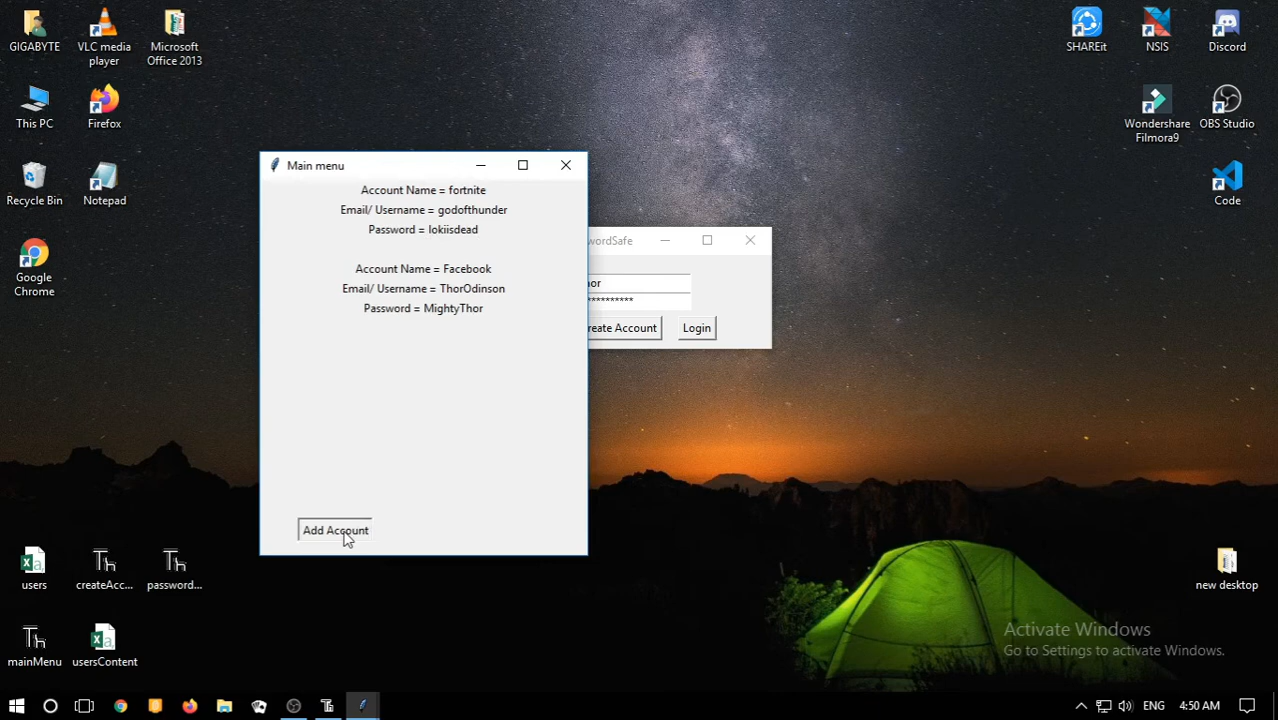 GIGABYTE
VLC media
player
Microsoft
Office 2013
SHAREit
NSIS
Discord
This PC
Firefox
Wondershare
Filmora9
OBS Studio
Recycle Bin
Notepad
Code
Google
Chrome
Main menu
Account Name = fortnite
Email/ Username = godofthunder
Password = lokiisdead
Account Name = Facebook
Email/ Username = ThorOdinson
Password = MightyThor
Add Account
wordSafe
or
**********
reate Account
Login
users
createAcc...
password...
new desktop
mainMenu
usersContent
Activate Windows
Go to Settings to activate Windows.
ENG
4:50 AM